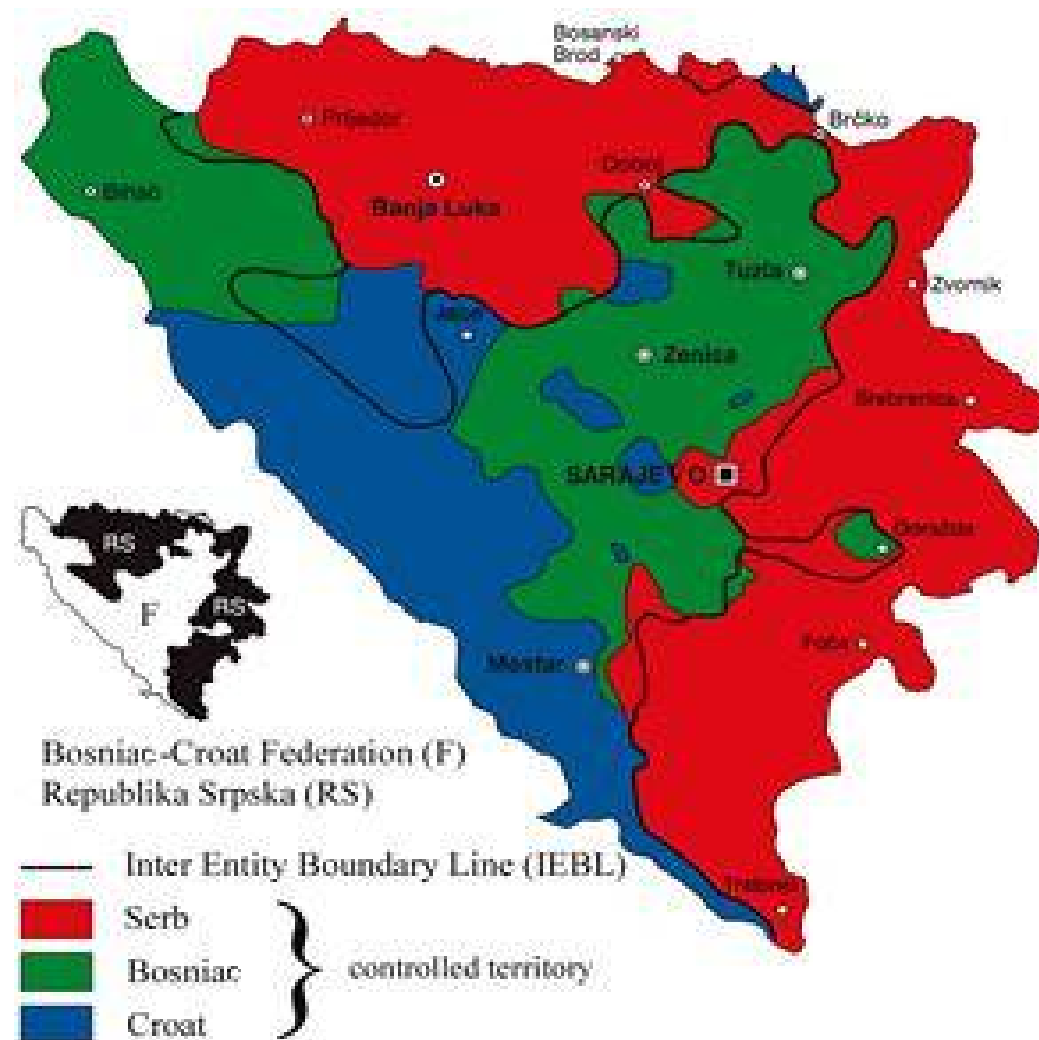 Bosanski
Brod
Brčko
Prijedor
Doboj
Bihać
Banja Luka
Tuzla
Zvornik
Jajce
Zenica
Srebrenica
SARAJEVO
Goražde
RS
F
RS
Foča
Mostar
Bosniac-Croat Federation (F)
Republika Srpska (RS)
Inter Entity Boundary Line (IEBL)
Trebinje
Serb
Bosniac
controlled territory
Croat